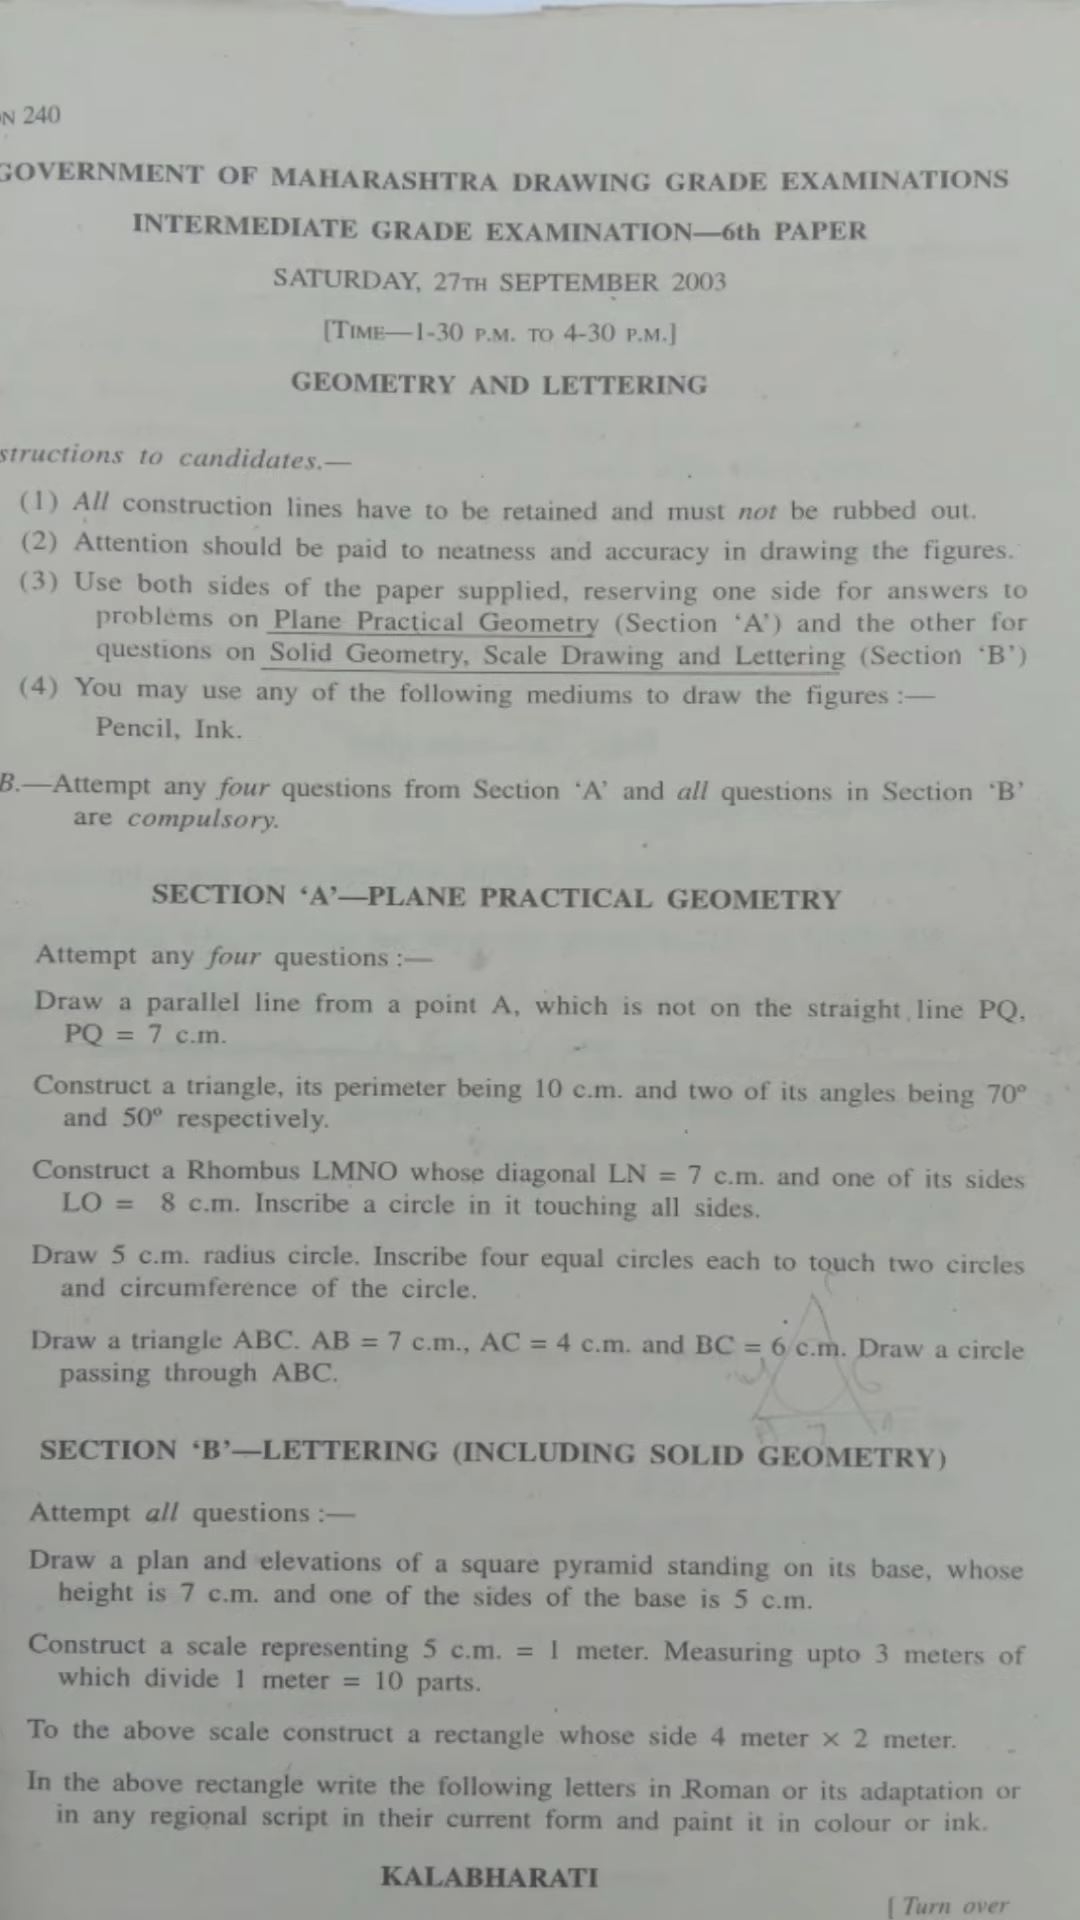 N 240
GOVERNMENT OF MAHARASHTRA DRAWING GRADE EXAMINATIONS
INTERMEDIATE GRADE EXAMINATION—6th PAPER
SATURDAY, 27TH SEPTEMBER 2003
[TIME—1-30 P.M. TO 4-30 P.M.]
GEOMETRY AND LETTERING
structions to candidates.—
(1) All construction lines have to be retained and must not be rubbed out.
(2) Attention should be paid to neatness and accuracy in drawing the figures.
(3) Use both sides of the paper supplied, reserving one side for answers to
problems on Plane Practical Geometry (Section ‘A’) and the other for
questions on Solid Geometry, Scale Drawing and Lettering (Section ‘B’)
(4) You may use any of the following mediums to draw the figures :—
Pencil, Ink.
B.—Attempt any four questions from Section ‘A’ and all questions in Section ‘B’
are compulsory.
SECTION ‘A’—PLANE PRACTICAL GEOMETRY
Attempt any four questions :—
Draw a parallel line from a point A, which is not on the straight line PQ,
PQ = 7 c.m.
Construct a triangle, its perimeter being 10 c.m. and two of its angles being 70°
and 50° respectively.
Construct a Rhombus LMNO whose diagonal LN = 7 c.m. and one of its sides
LO = 8 c.m. Inscribe a circle in it touching all sides.
Draw 5 c.m. radius circle. Inscribe four equal circles each to touch two circles
and circumference of the circle.
Draw a triangle ABC. AB = 7 c.m., AC = 4 c.m. and BC = 6 c.m. Draw a circle
passing through ABC.
7
SECTION ‘B’—LETTERING (INCLUDING SOLID GEOMETRY)
Attempt all questions :—
Draw a plan and elevations of a square pyramid standing on its base, whose
height is 7 c.m. and one of the sides of the base is 5 c.m.
Construct a scale representing 5 c.m. = 1 meter. Measuring upto 3 meters of
which divide 1 meter = 10 parts.
To the above scale construct a rectangle whose side 4 meter × 2 meter.
In the above rectangle write the following letters in Roman or its adaptation or
in any regional script in their current form and paint it in colour or ink.
KALABHARATI
[ Turn over